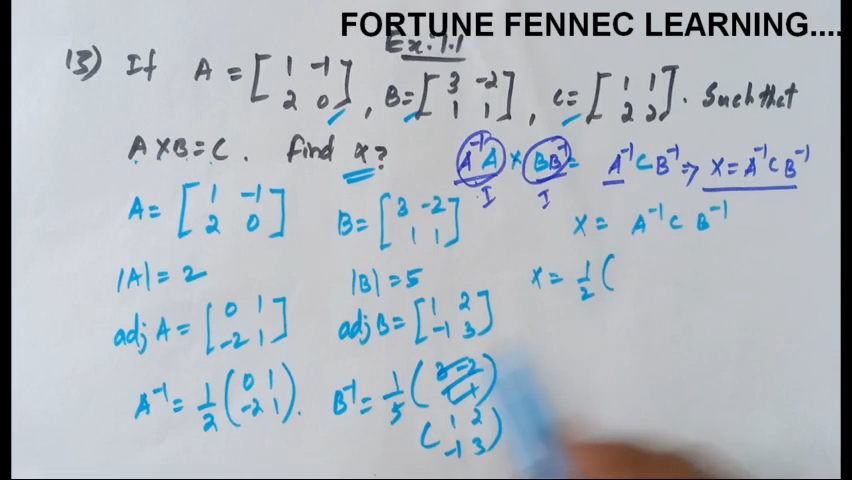 FORTUNE FENNEC LEARNING....
Ex:1.1
13) If A = [1 -1 2 0], B = [3 -2 1 1], C = [1 1 2 2]. Such that
A X B = C. Find X?
A⁻¹A X BB⁻¹ = A⁻¹CB⁻¹ ⇒ X = A⁻¹CB⁻¹
I I
A = [1 -1 2 0] B = [3 -2 1 1] X = A⁻¹C B⁻¹
|A| = 2 |B| = 5 X = 1/2 (
adj A = [0 1 -2 1] adj B = [1 2 -1 3]
A⁻¹ = 1/2 (0 1 -2 1). B⁻¹ = 1/5
(1 2 -1 3)